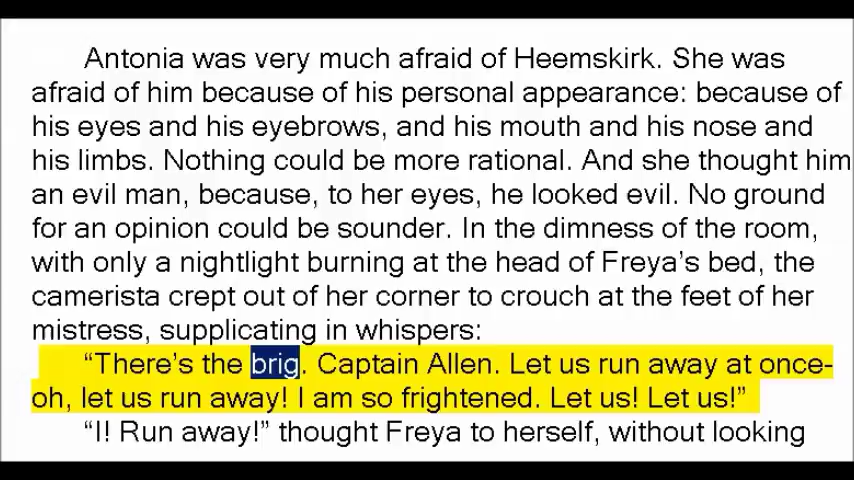 Antonia was very much afraid of Heemskirk. She was
afraid of him because of his personal appearance: because of
his eyes and his eyebrows, and his mouth and his nose and
his limbs. Nothing could be more rational. And she thought him
an evil man, because, to her eyes, he looked evil. No ground
for an opinion could be sounder. In the dimness of the room,
with only a nightlight burning at the head of Freya’s bed, the
camerista crept out of her corner to crouch at the feet of her
mistress, supplicating in whispers:
“There’s the brig. Captain Allen. Let us run away at once-
oh, let us run away! I am so frightened. Let us! Let us!”
“I! Run away!” thought Freya to herself, without looking